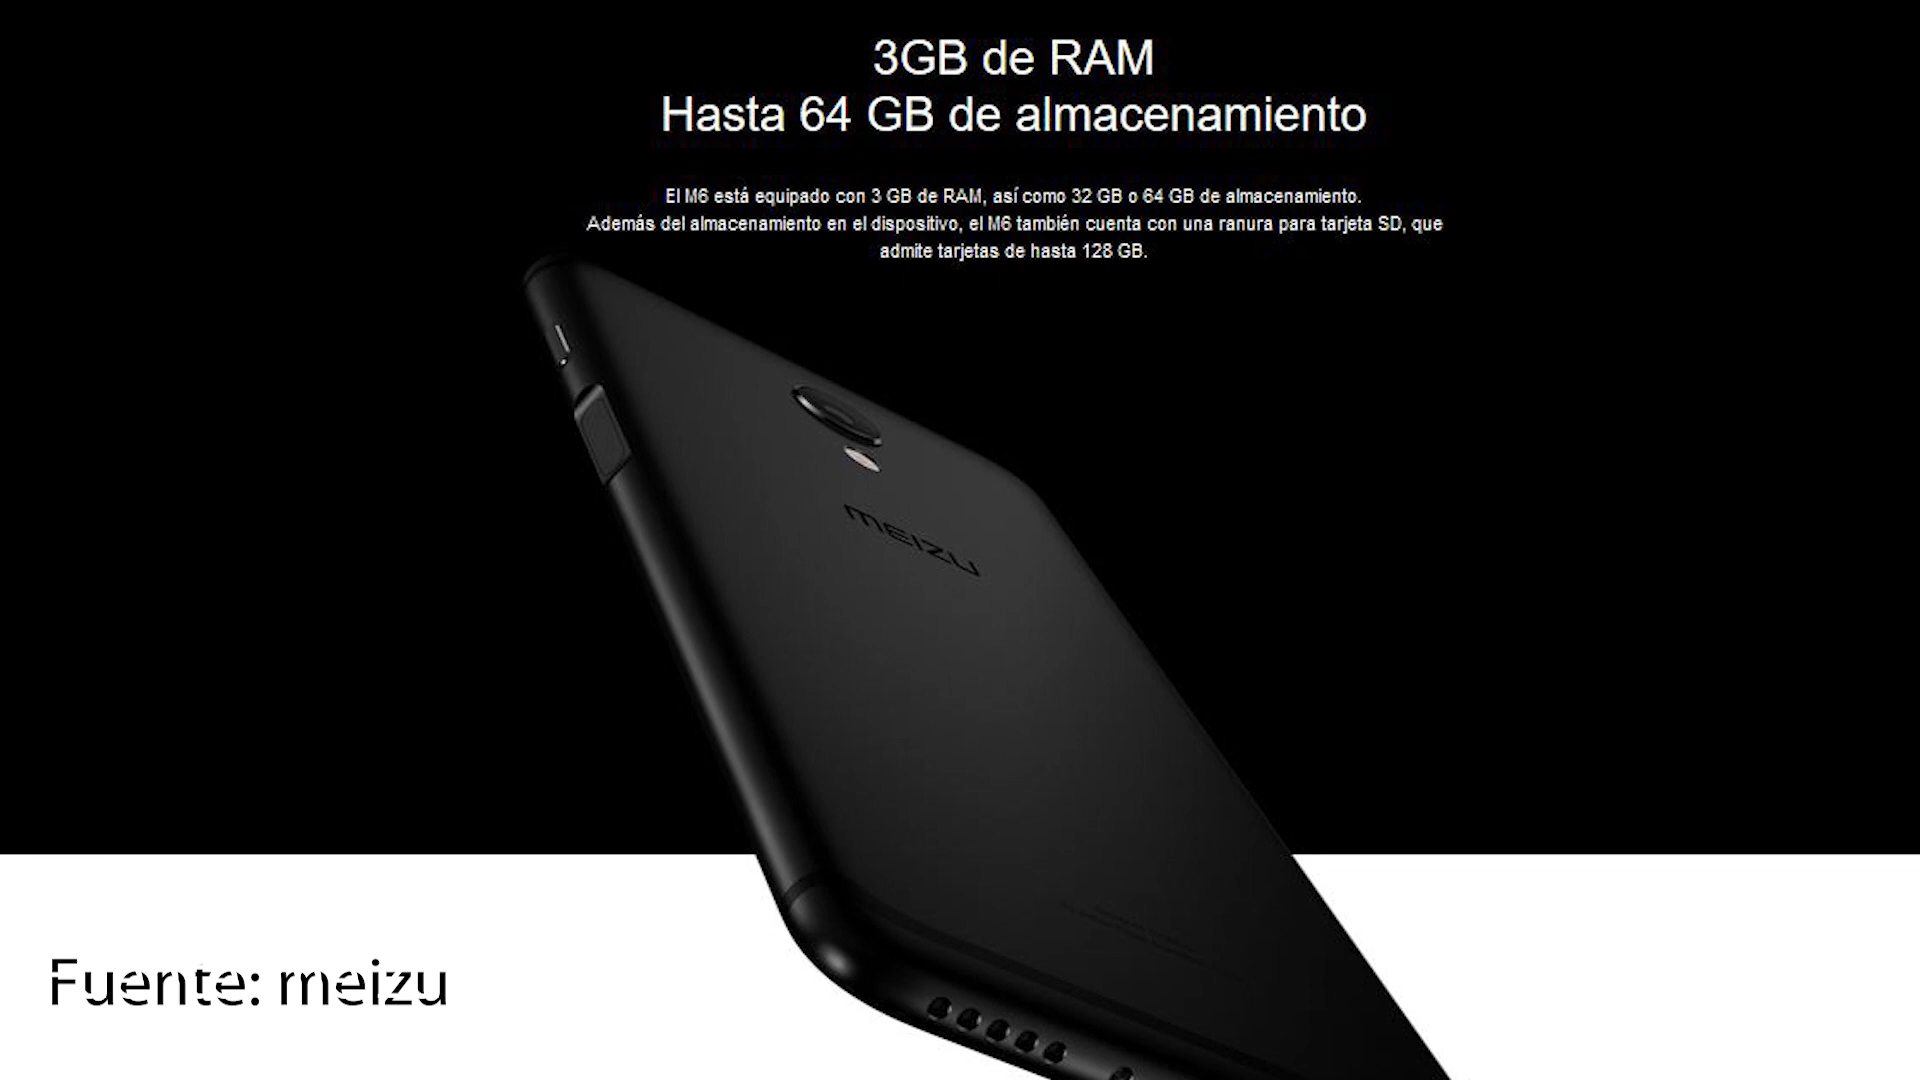 3GB de RAM
Hasta 64 GB de almacenamiento
El M6 está equipado con 3 GB de RAM, así como 32 GB o 64 GB de almacenamiento.
Además del almacenamiento en el dispositivo, el M6 también cuenta con una ranura para tarjeta SD, que
admite tarjetas de hasta 128 GB.
MEIZU
Fuente: meizu